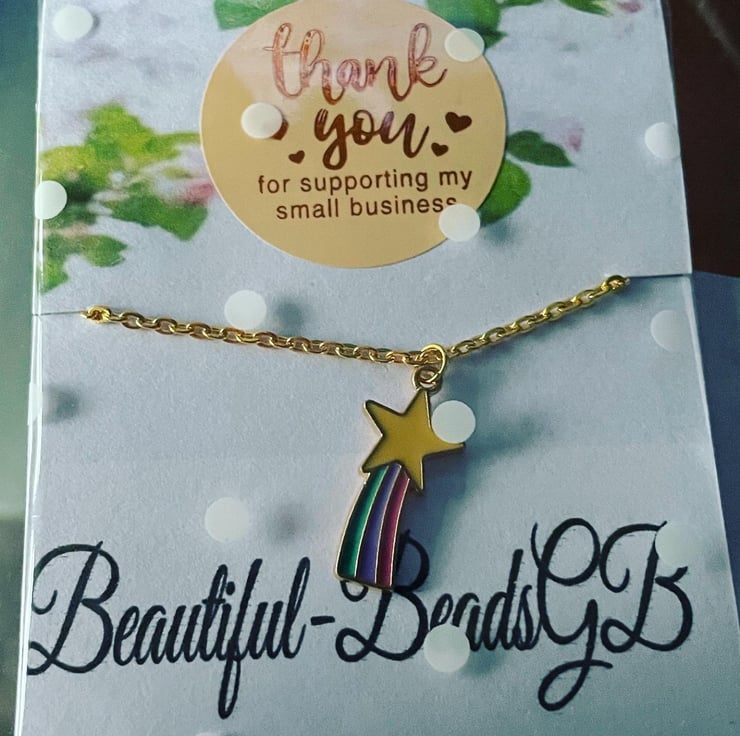 thank
you
for supporting my
small business
Beautiful-BeadsGB